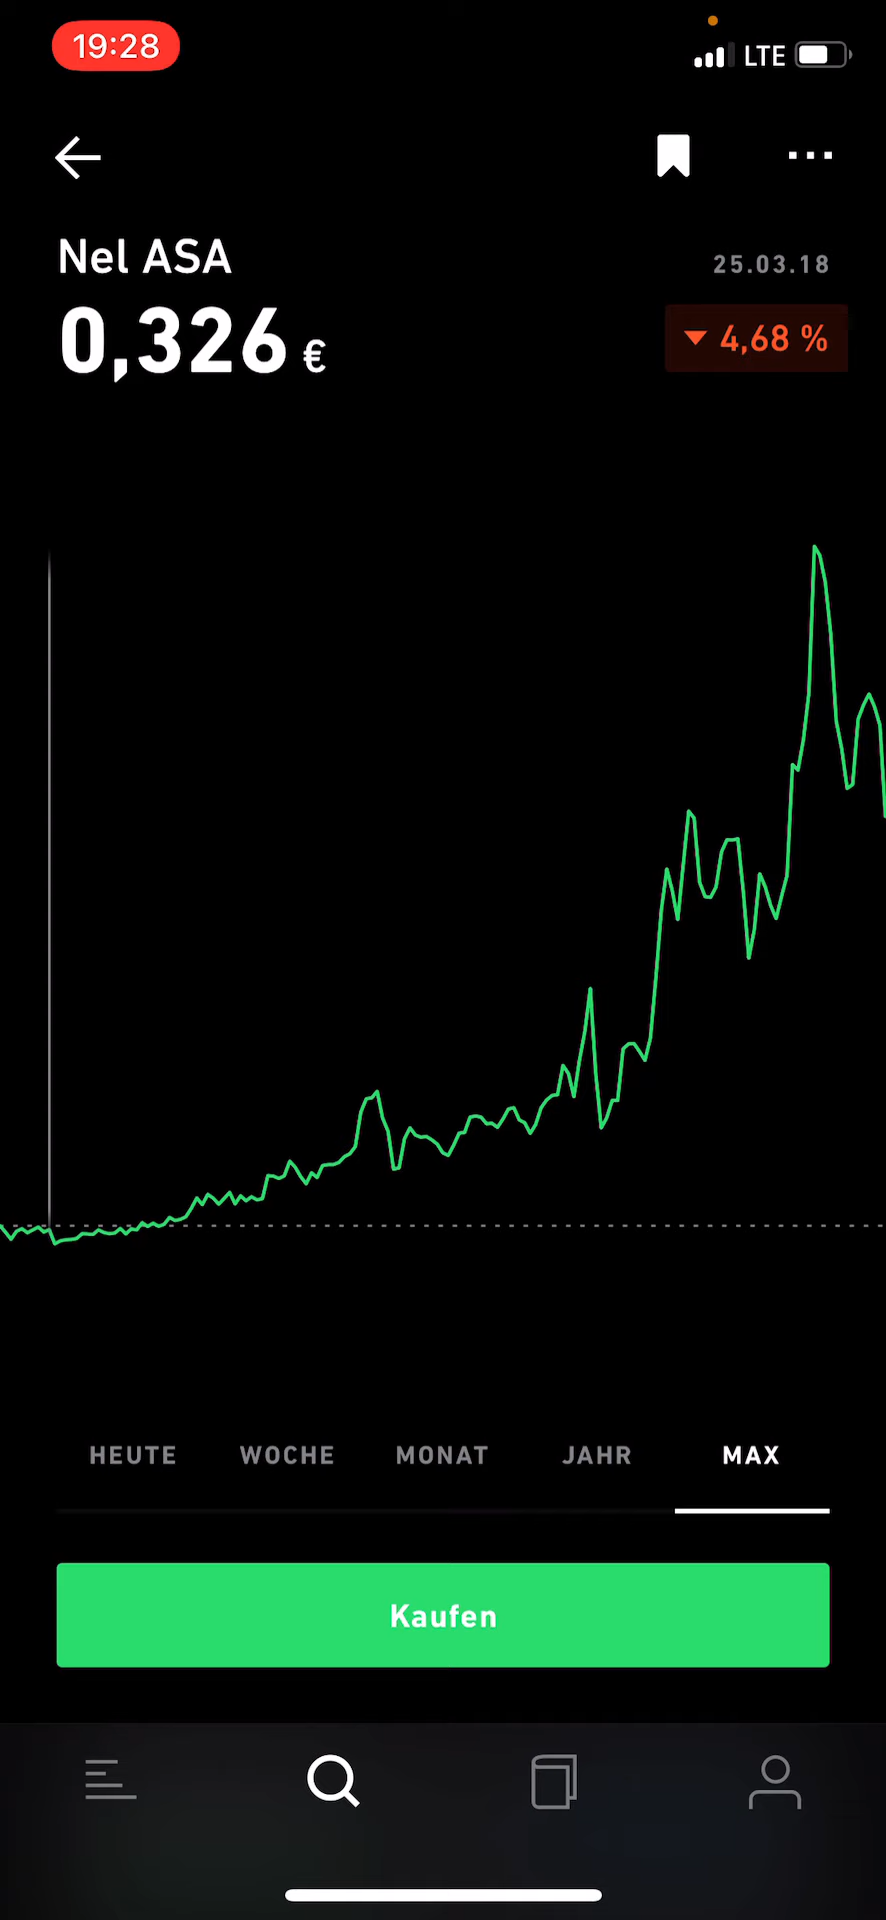 19:28
LTE
Nel ASA
25.03.18
0,326 €
4,68 %
HEUTE WOCHE MONAT JAHR MAX
Kaufen